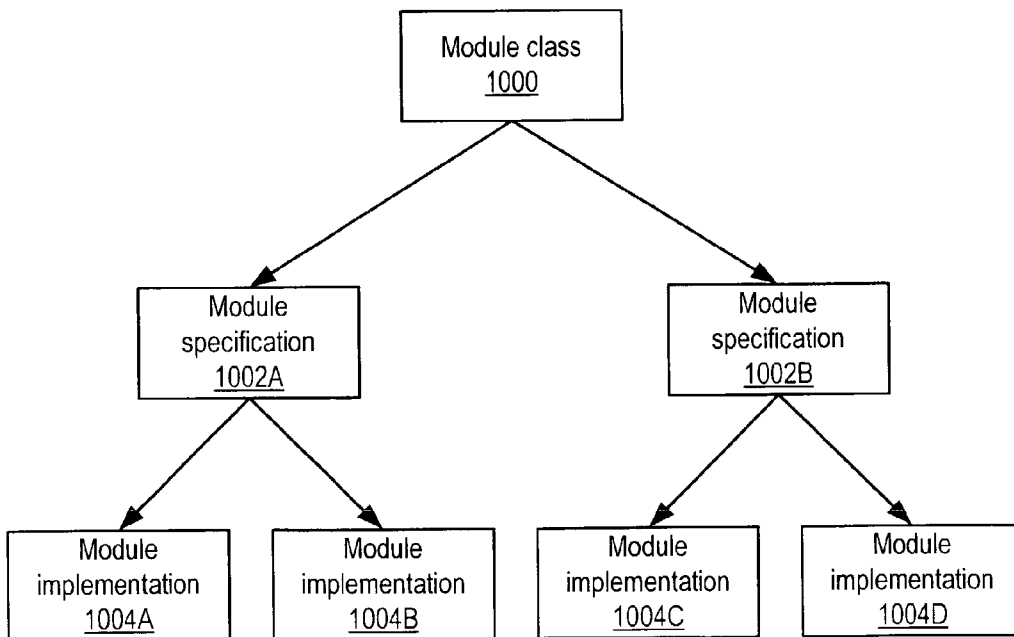 Module class
1000
Module
specification
1002A
Module
specification
1002B
Module
implementation
1004A
Module
implementation
1004B
Module
implementation
1004C
Module
implementation
1004D